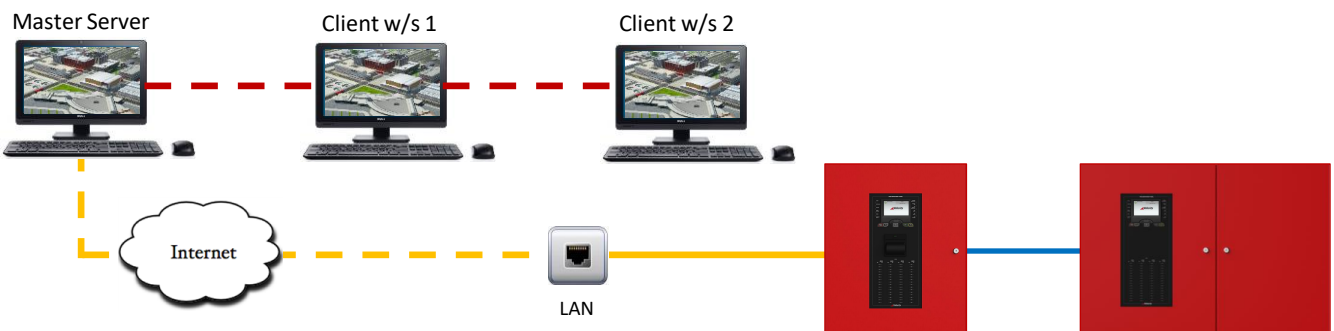 Master Server
Client w/s 1
Client w/s 2
Internet
LAN